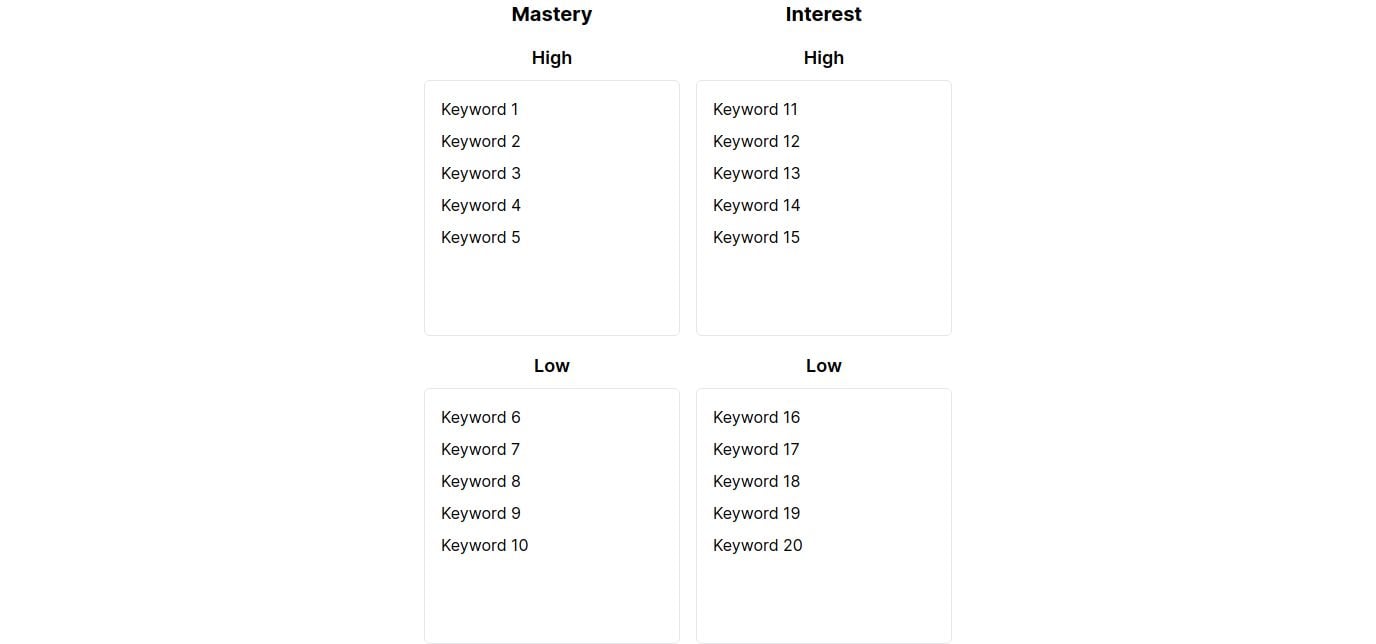 Mastery
High
Keyword 1
Keyword 2
Keyword 3
Keyword 4
Keyword 5
Low
Keyword 6
Keyword 7
Keyword 8
Keyword 9
Keyword 10
Interest
High
Keyword 11
Keyword 12
Keyword 13
Keyword 14
Keyword 15
Low
Keyword 16
Keyword 17
Keyword 18
Keyword 19
Keyword 20